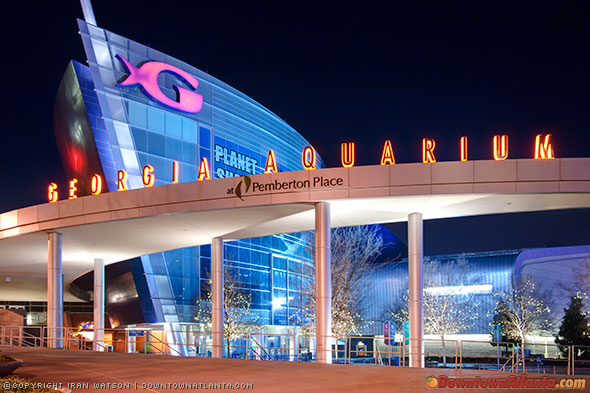 G
PLANET
SHARK
GEORGIA AQUARIUM
at Pemberton Place
©COPYRIGHT IRAN WATSON | DOWNTOWNATLANTA.COM
DowntownAtlanta.com